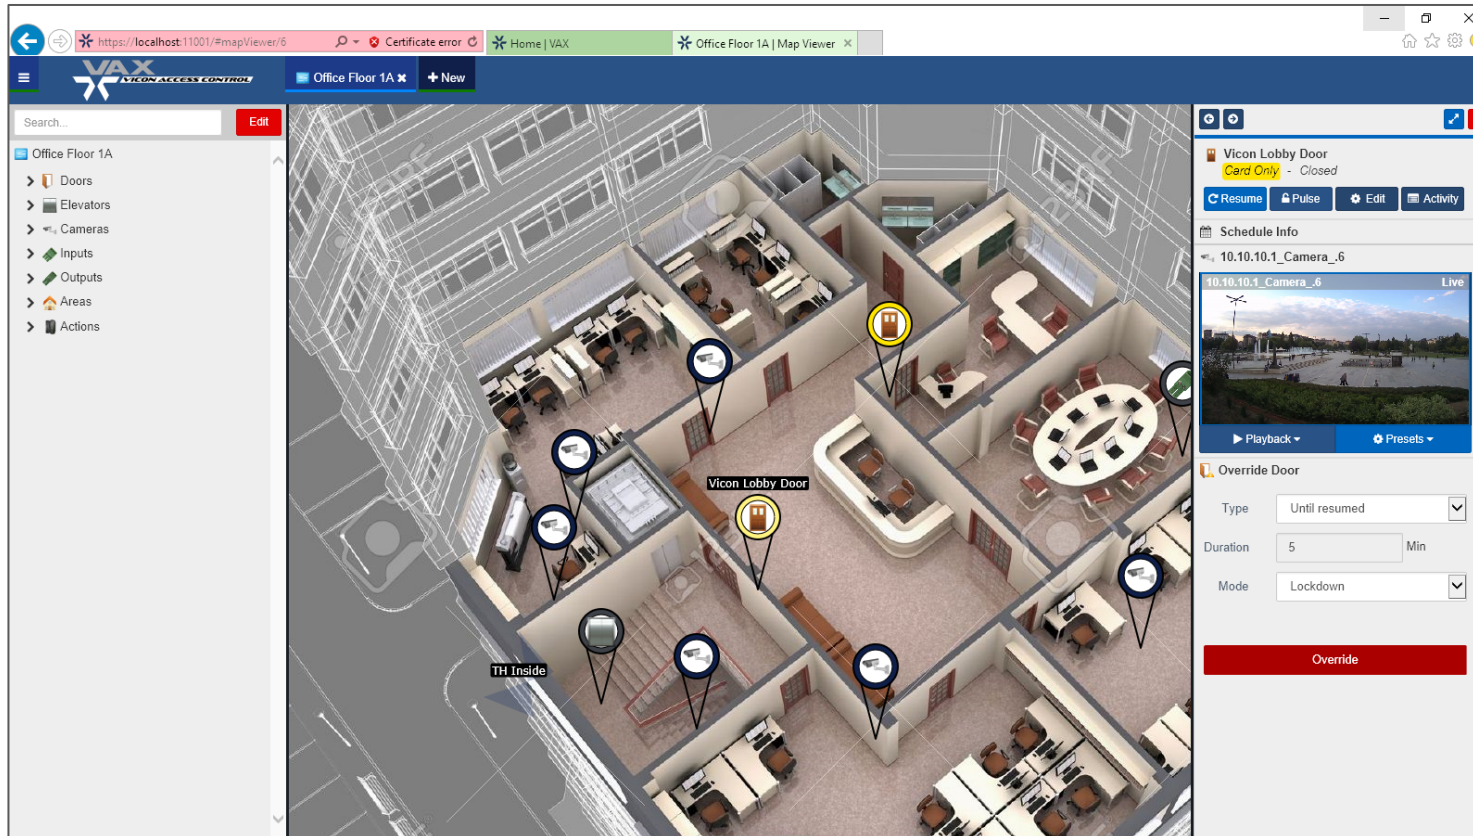 https://localhost:11001/#mapViewer/6
Certificate error
Home | VAX
Office Floor 1A | Map Viewer
VAX
VICON ACCESS CONTROL
Office Floor 1A
New
Search...
Edit
Office Floor 1A
Doors
Elevators
Cameras
Inputs
Outputs
Areas
Actions
Vicon Lobby Door
TH Inside
123RF
Vicon Lobby Door
Card Only - Closed
Resume
Pulse
Edit
Activity
Schedule Info
10.10.10.1_Camera_.6
10.10.10.1_Camera_.6
Live
Playback
Presets
Override Door
Type
Until resumed
Duration
5
Min
Mode
Lockdown
Override